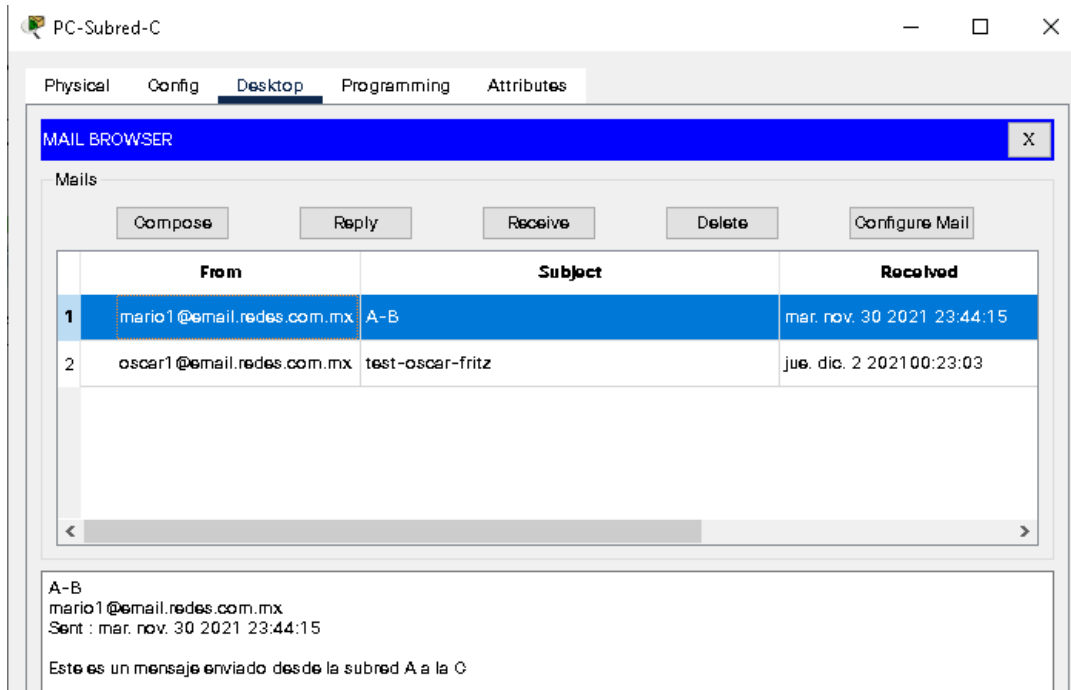 PC-Subred-C
Physical Config Desktop Programming Attributes
MAIL BROWSER X
Mails
Compose Reply Receive Delete Configure Mail
From Subject Received
1 mario1@email.redes.com.mx A-B mar. nov. 30 2021 23:44:15
2 oscar1@email.redes.com.mx test-oscar-fritz jue. dic. 2 202100:23:03
A-B
mario1@email.redes.com.mx
Sent : mar. nov. 30 2021 23:44:15
Este es un mensaje enviado desde la subred A a la C